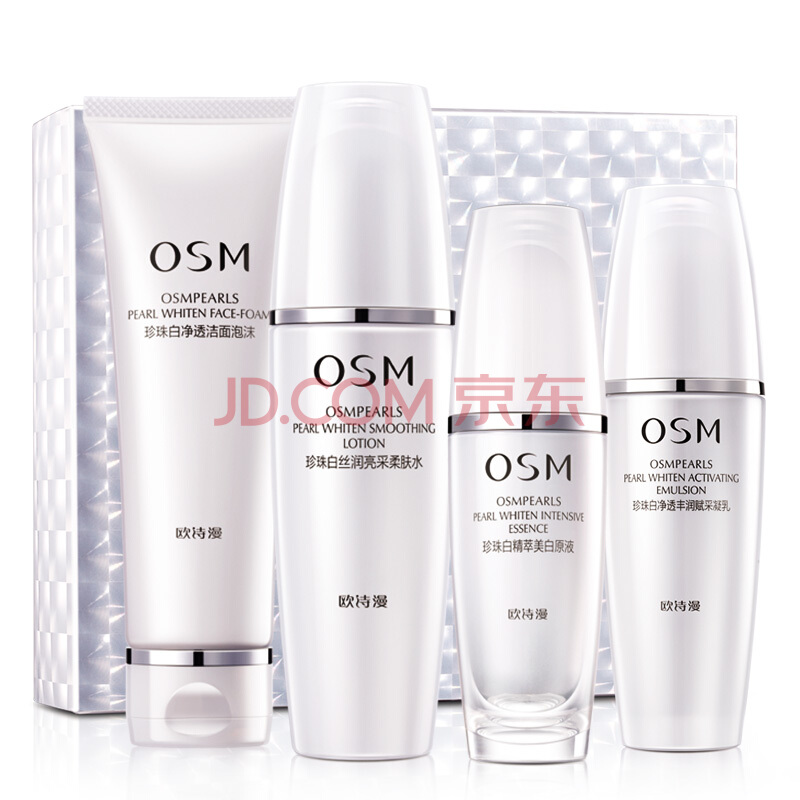 OSM
OSMPEARLS
PEARL WHITEN FACE-FOAM
珍珠白净透洁面泡沫
欧诗漫
OSM
OSMPEARLS
PEARL WHITEN SMOOTHING
LOTION
珍珠白丝润亮采柔肤水
欧诗漫
OSM
OSMPEARLS
PEARL WHITEN INTENSIVE
ESSENCE
珍珠白精萃美白原液
欧诗漫
OSM
OSMPEARLS
PEARL WHITEN ACTIVATING
EMULSION
珍珠白净透丰润赋采凝乳
欧诗漫
JD.COM 京东